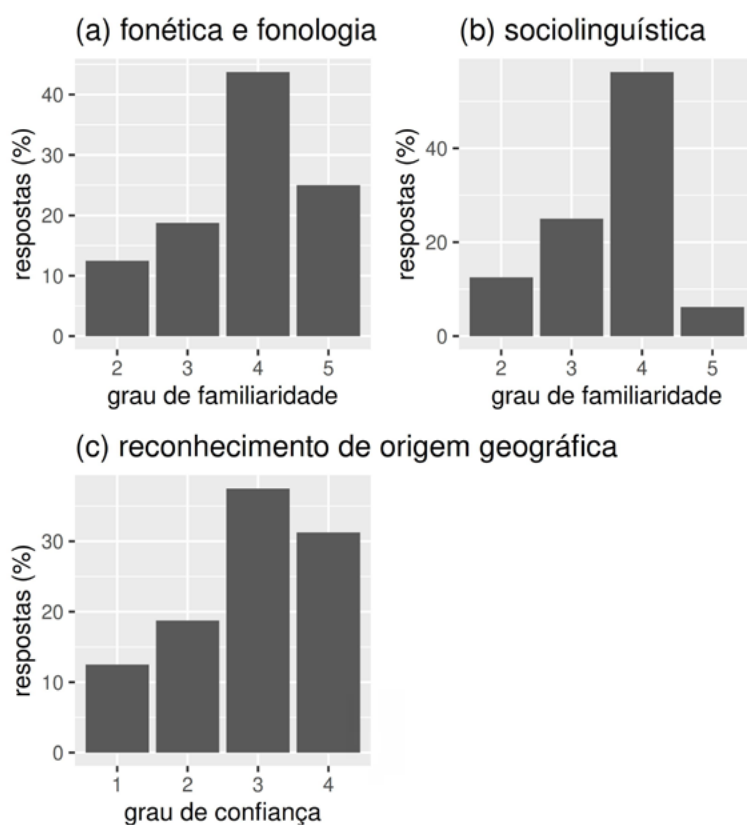 (a) fonética e fonologia
respostas (%)
40
30
20
10
0
2 3 4 5
grau de familiaridade
(b) sociolinguística
respostas (%)
40
20
0
2 3 4 5
grau de familiaridade
(c) reconhecimento de origem geográfica
respostas (%)
30
20
10
0
1 2 3 4
grau de confiança